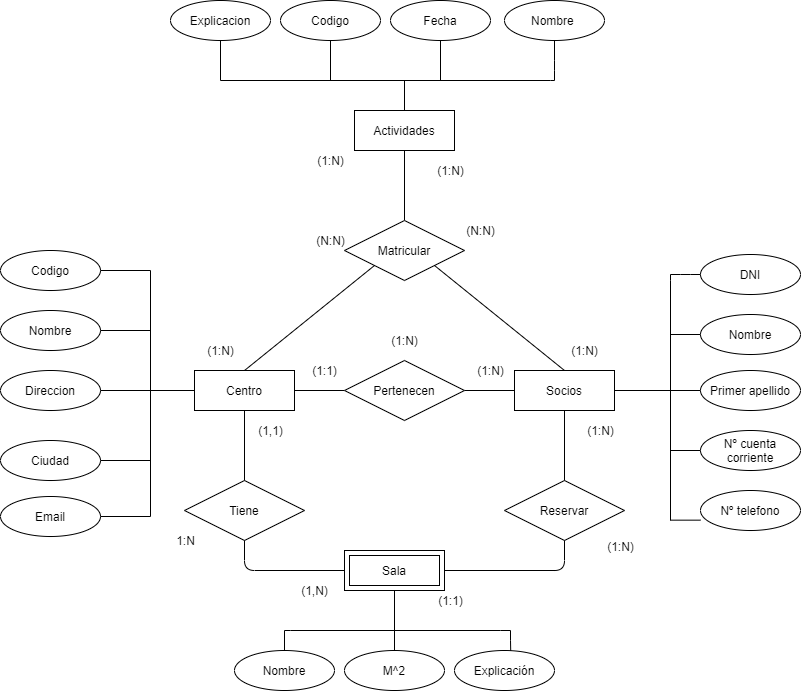 Explicacion
Codigo
Fecha
Nombre
Actividades
(1:N)
(1:N)
(N:N)
(N:N)
Matricular
Codigo
DNI
Nombre
Nombre
(1:N)
(1:N)
(1:N)
(1:1)
(1:N)
Direccion
Centro
Pertenecen
Socios
Primer apellido
(1,1)
(1:N)
Nº cuenta
corriente
Ciudad
Email
Tiene
Reservar
Nº telefono
1:N
(1:N)
Sala
(1,N)
(1:1)
Nombre
M^2
Explicación